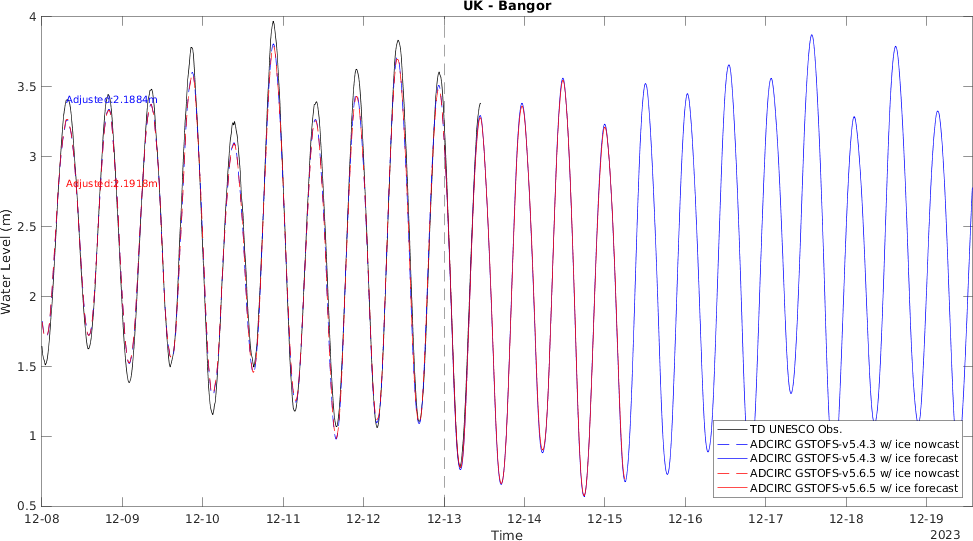 UK - Bangor
4
3.5
3
2.5
2
1.5
1
0.5
Water Level (m)
Adjusted:2.1884m
Adjusted:2.1918m
TD UNESCO Obs.
ADCIRC GSTOFS-v5.4.3 w/ ice nowcast
ADCIRC GSTOFS-v5.4.3 w/ ice forecast
ADCIRC GSTOFS-v5.6.5 w/ ice nowcast
ADCIRC GSTOFS-v5.6.5 w/ ice forecast
12-08 12-09 12-10 12-11 12-12 12-13 12-14 12-15 12-16 12-17 12-18 12-19
2023
Time